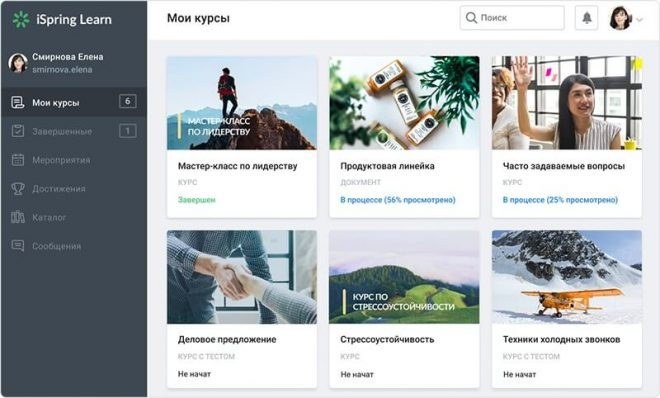 iSpring Learn
Мои курсы
Поиск
Смирнова Елена
smirnova.elena
Мои курсы 6
Завершенные 1
Мероприятия
Достижения
Каталог
Сообщения
МАСТЕР-КЛАСС
ПО ЛИДЕРСТВУ
Мастер-класс по лидерству
КУРС
Завершен
Продуктовая линейка
ДОКУМЕНТ
В процессе (56% просмотрено)
Часто задаваемые вопросы
КУРС
В процессе (25% просмотрено)
Деловое предложение
КУРС С ТЕСТОМ
Не начат
КУРС ПО
СТРЕССОУСТОЙЧИВОСТИ
Стрессоустойчивость
КУРС
Не начат
Техники холодных звонков
КУРС С ТЕСТОМ
Не начат